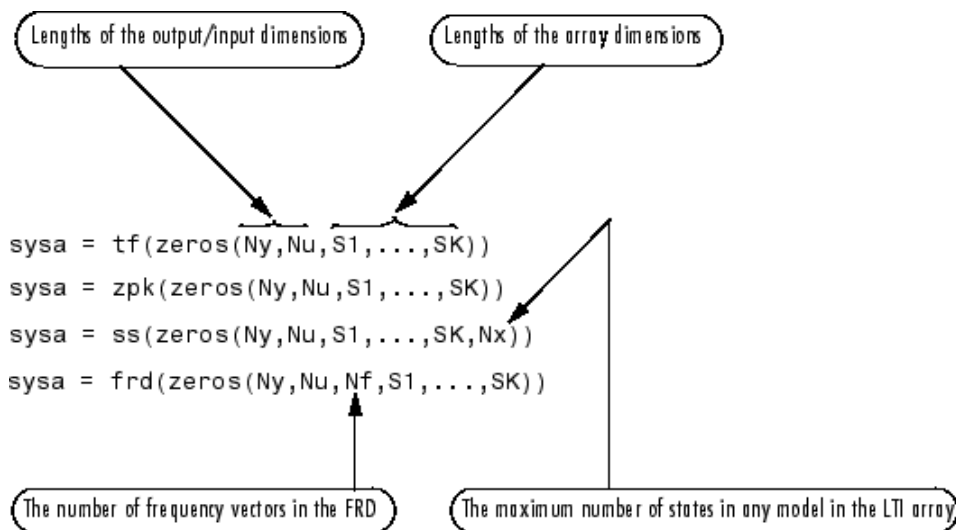 Lengths of the output/input dimensions
Lengths of the array dimensions
sysa = tf(zeros(Ny,Nu,S1,...,SK))
sysa = zpk(zeros(Ny,Nu,S1,...,SK))
sysa = ss(zeros(Ny,Nu,S1,...,SK,Nx))
sysa = frd(zeros(Ny,Nu,Nf,S1,...,SK))
The number of frequency vectors in the FRD
The maximum number of states in any model in the LTI array